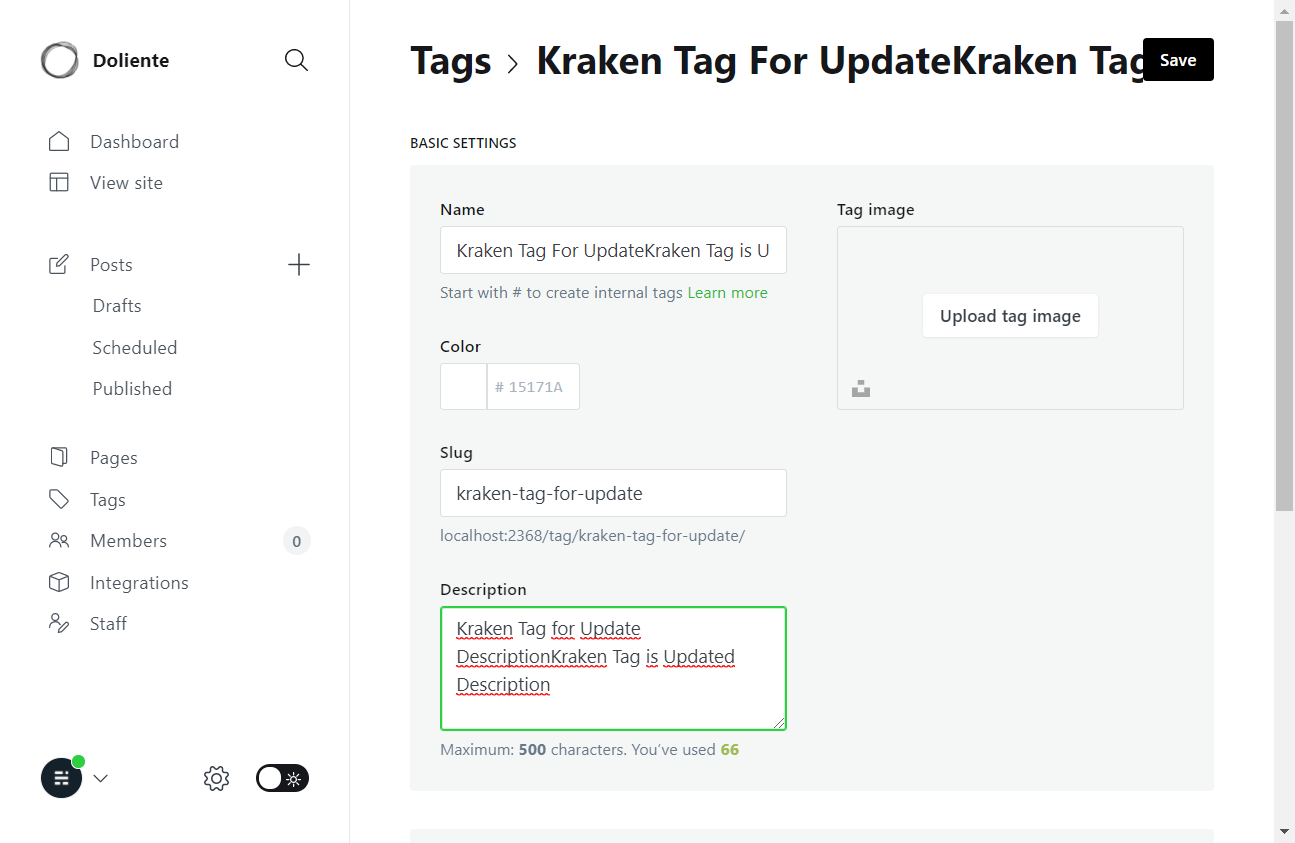 Doliente
Dashboard
View site
Posts
Drafts
Scheduled
Published
Pages
Tags
Members
0
Integrations
Staff
Tags > Kraken Tag For UpdateKraken Tag
Save
BASIC SETTINGS
Name
Kraken Tag For UpdateKraken Tag is U
Start with # to create internal tags Learn more
Color
# 15171A
Slug
kraken-tag-for-update
localhost:2368/tag/kraken-tag-for-update/
Description
Kraken Tag for Update
DescriptionKraken Tag is Updated
Description
Maximum: 500 characters. You’ve used 66
Tag image
Upload tag image